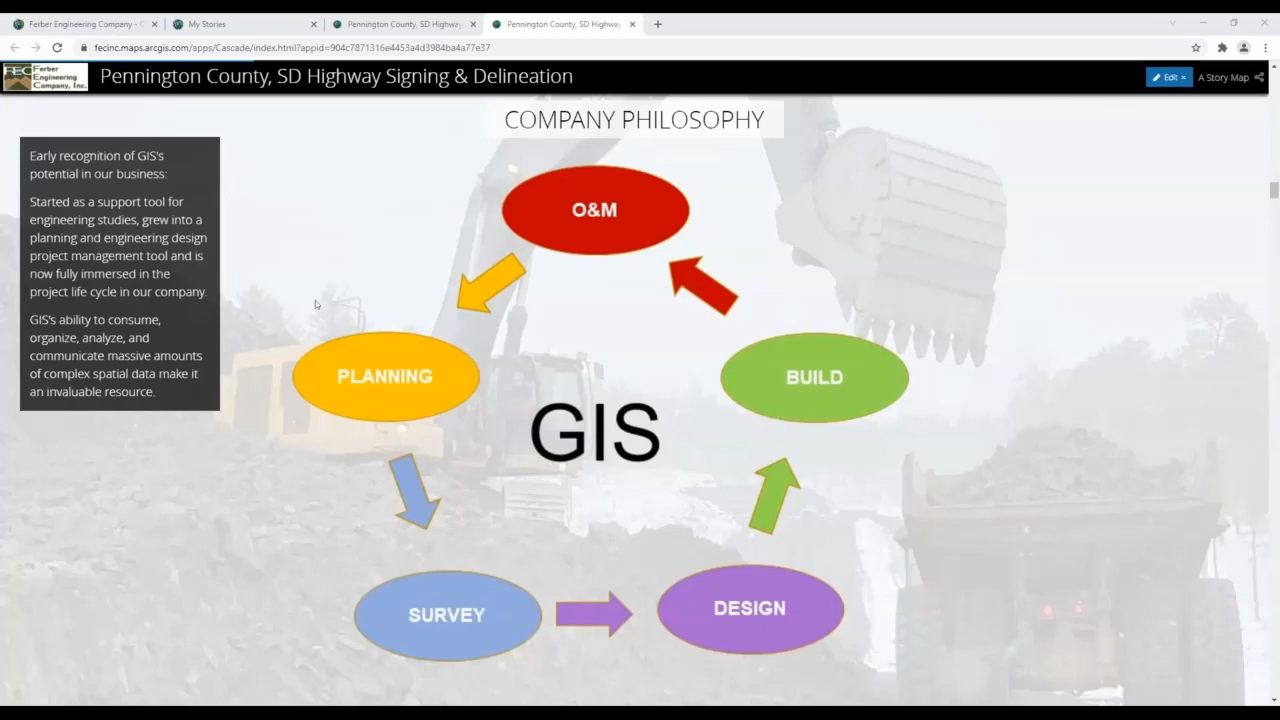 Ferber Engineering Company - 
My Stories
Pennington County, SD Highway
Pennington County, SD Highway
fecinc.maps.arcgis.com/apps/Cascade/index.html?appid=904c7871316e4453a4d3984ba4a77e37
FEC Ferber
Engineering
Company, Inc.
Pennington County, SD Highway Signing & Delineation
Edit
A Story Map
COMPANY PHILOSOPHY
Early recognition of GIS's
potential in our business:
Started as a support tool for
engineering studies, grew into a
planning and engineering design
project management tool and is
now fully immersed in the
project life cycle in our company.
GIS's ability to consume,
organize, analyze, and
communicate massive amounts
of complex spatial data make it
an invaluable resource.
O&M
PLANNING
BUILD
GIS
SURVEY
DESIGN